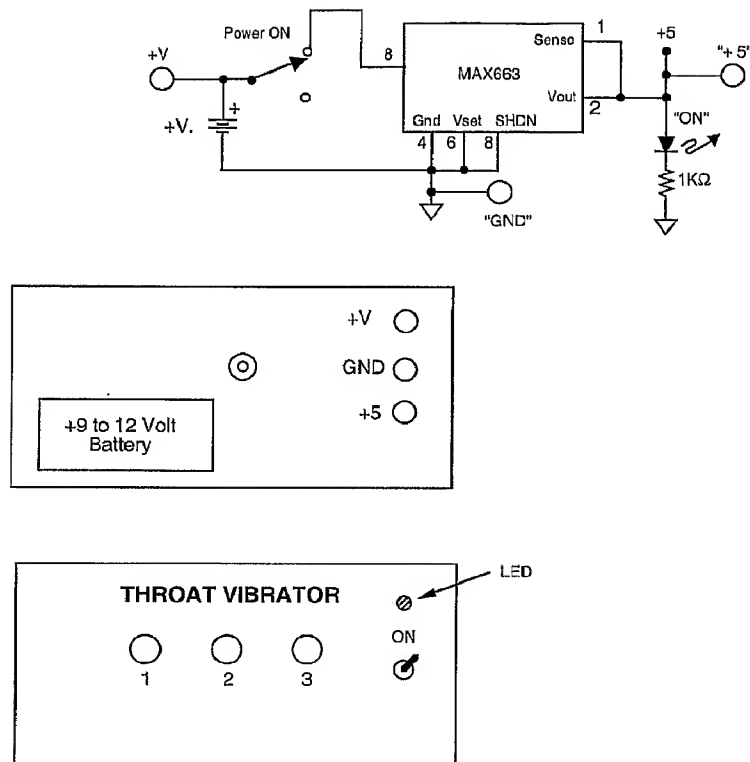 Power ON
+V
+
+V.
8
Sense
1
MAX663
Vout
2
Gnd Vset SHDN
4 6 8
"GND"
+5
"+ 5'
"ON"
1KΩ
+V
GND
+5
+9 to 12 Volt
Battery
LED
THROAT VIBRATOR
ON
1 2 3